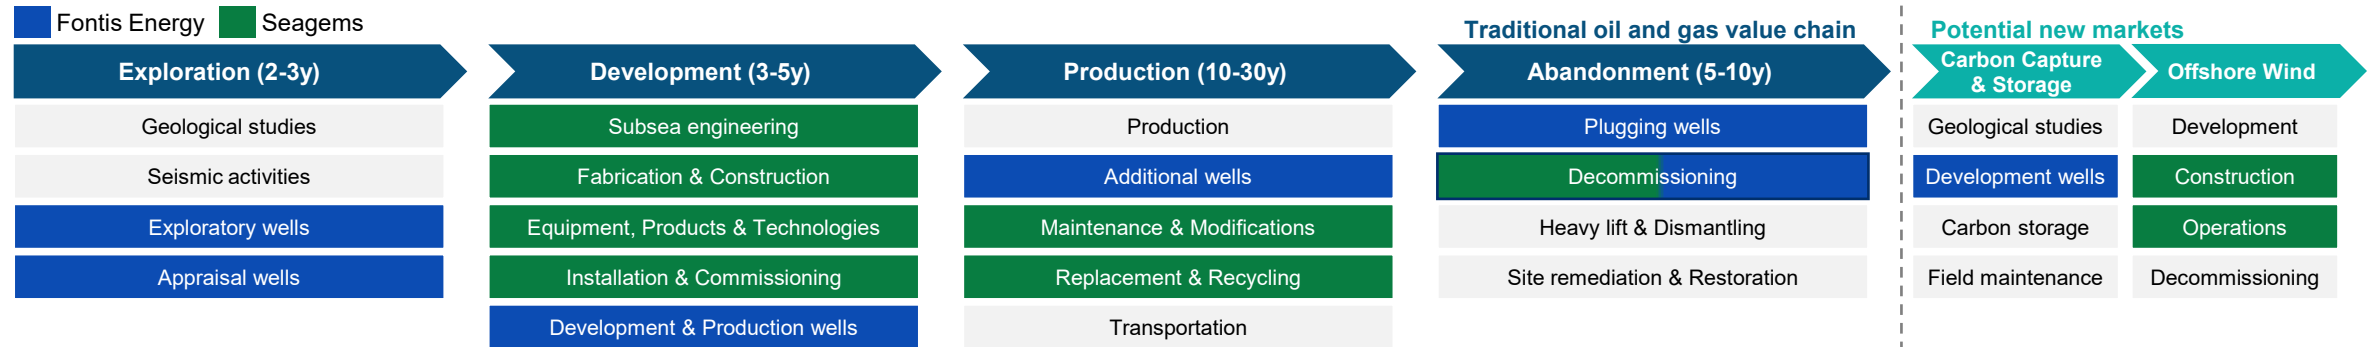 Fontis Energy
Seagems
Traditional oil and gas value chain
Potential new markets
Exploration (2-3y)
Geological studies
Seismic activities
Exploratory wells
Appraisal wells
Development (3-5y)
Subsea engineering
Fabrication & Construction
Equipment, Products & Technologies
Installation & Commissioning
Development & Production wells
Production (10-30y)
Production
Additional wells
Maintenance & Modifications
Replacement & Recycling
Transportation
Abandonment (5-10y)
Plugging wells
Decommissioning
Heavy lift & Dismantling
Site remediation & Restoration
Carbon Capture
& Storage
Geological studies
Development wells
Carbon storage
Field maintenance
Offshore Wind
Development
Construction
Operations
Decommissioning